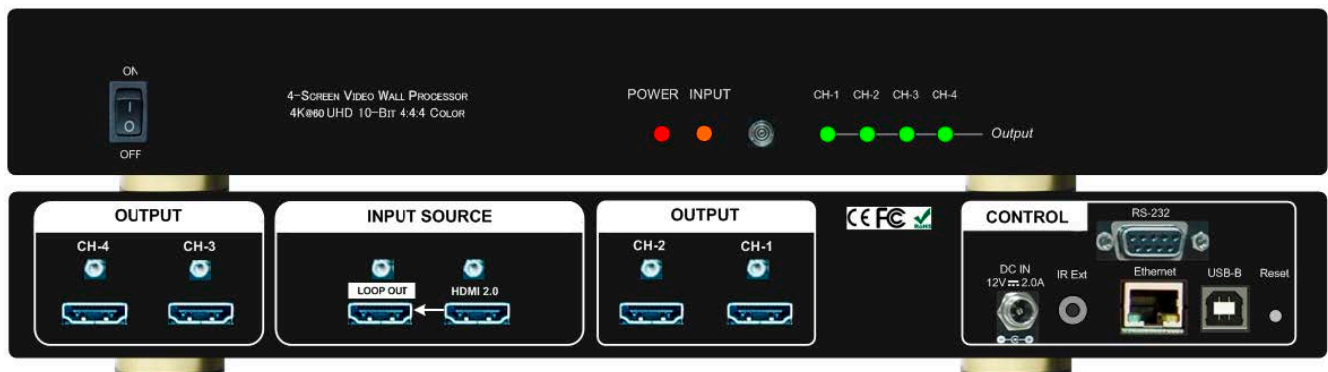 ON
OFF
4-Screen Video Wall Processor
4K@60 UHD 10-Bit 4:4:4 Color
POWER INPUT
CH-1 CH-2 CH-3 CH-4
Output
OUTPUT
CH-4 CH-3
INPUT SOURCE
LOOP OUT HDMI 2.0
OUTPUT
CH-2 CH-1
CE FC RoHS
CONTROL
RS-232
DC IN
12V 2.0A
IR Ext
Ethernet
USB-B
Reset